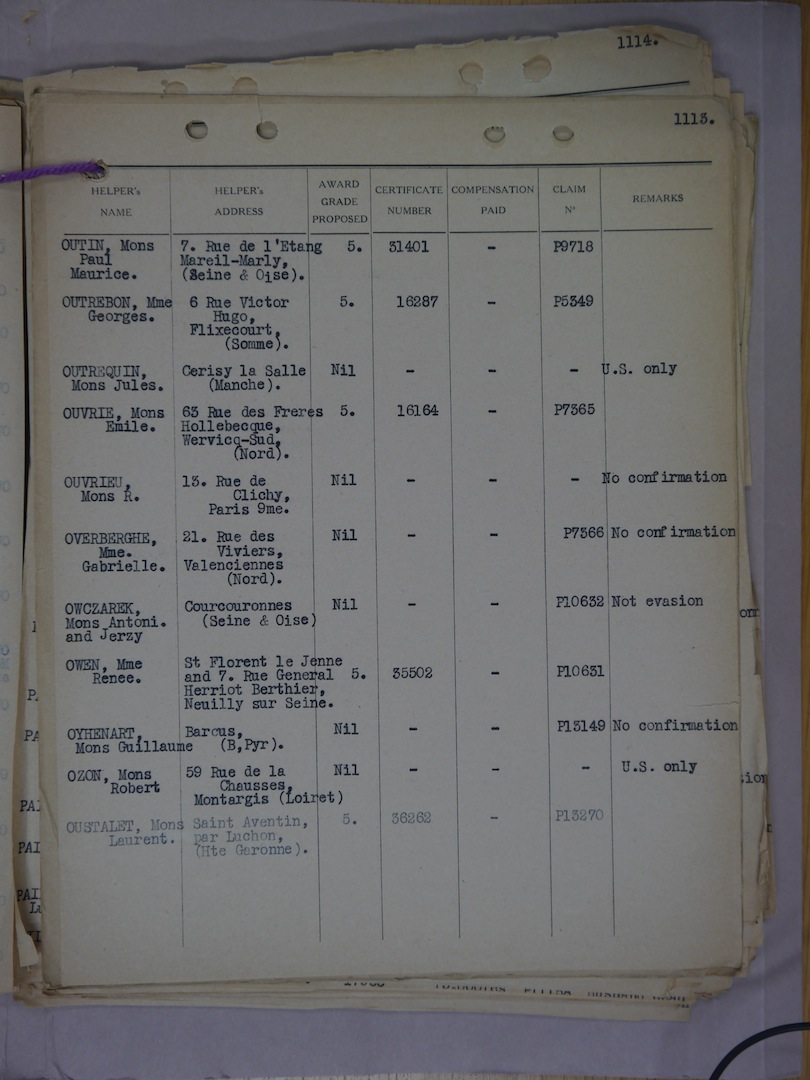 1114.
1113.
HELPER's NAME HELPER's ADDRESS AWARD GRADE PROPOSED CERTIFICATE NUMBER COMPENSATION PAID CLAIM N° REMARKS
OUTIN, Mons 7. Rue de l'Etang 5. 31401 - P9718
Paul Mareil-Marly,
Maurice. (Seine & Oise).
OUTREBON, Mme 6 Rue Victor 5. 16287 - P5349
Georges. Hugo,
Flixecourt,
(Somme).
OUTREQUIN, Cerisy la Salle Nil - - - U.S. only
Mons Jules. (Manche).
OUVRIE, Mons 63 Rue des Freres 5. 16164 - P7365
Emile. Hollebecque,
Wervicq-Sud,
(Nord).
OUVRIEU, 13. Rue de Nil - - - No confirmation
Mons R. Clichy,
Paris 9me.
OVERBERGHE, 21. Rue des Nil - - P7366 No confirmation
Mme. Viviers,
Gabrielle. Valenciennes
(Nord).
OWCZAREK, Courcouronnes Nil - - P10632 Not evasion
Mons Antoni. (Seine & Oise)
and Jerzy
OWEN, Mme St Florent le Jenne
Renee. and 7. Rue General 5. 35502 - P10631
Herriot Berthier,
Neuilly sur Seine.
OYHENART, Barcus, Nil - - P13149 No confirmation
Mons Guillaume (B,Pyr).
OZON, Mons 59 Rue de la Nil - - - U.S. only
Robert Chausses,
Montargis (Loiret)
OUSTALET, Mons Saint Aventin, 5. 36262 - P13270
Laurent. par Luchon,
(Hte Garonne).